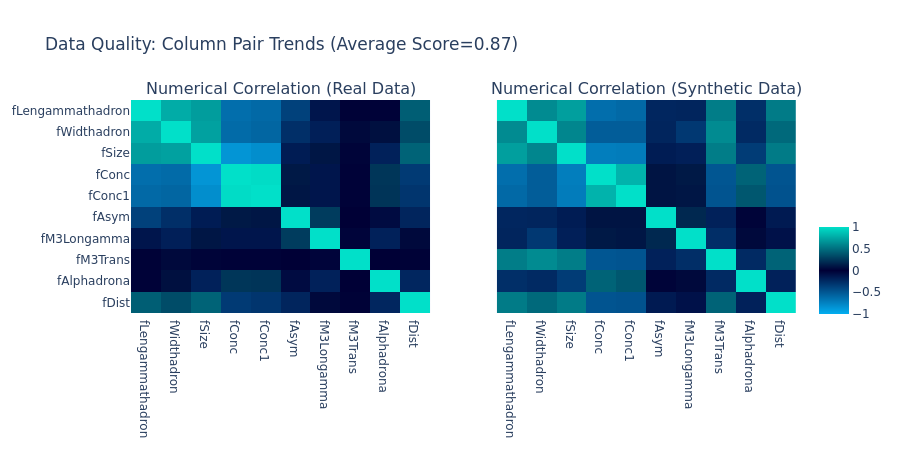 Data Quality: Column Pair Trends (Average Score=0.87)
Numerical Correlation (Real Data)
Numerical Correlation (Synthetic Data)
fLengammathadron
fWidthadron
fSize
fConc
fConc1
fAsym
fM3Longamma
fM3Trans
fAlphadrona
fDist
fLengammathadron
fWidthadron
fSize
fConc
fConc1
fAsym
fM3Longamma
fM3Trans
fAlphadrona
fDist
fLengammathadron
fWidthadron
fSize
fConc
fConc1
fAsym
fM3Longamma
fM3Trans
fAlphadrona
fDist
1
0.5
0
−0.5
−1